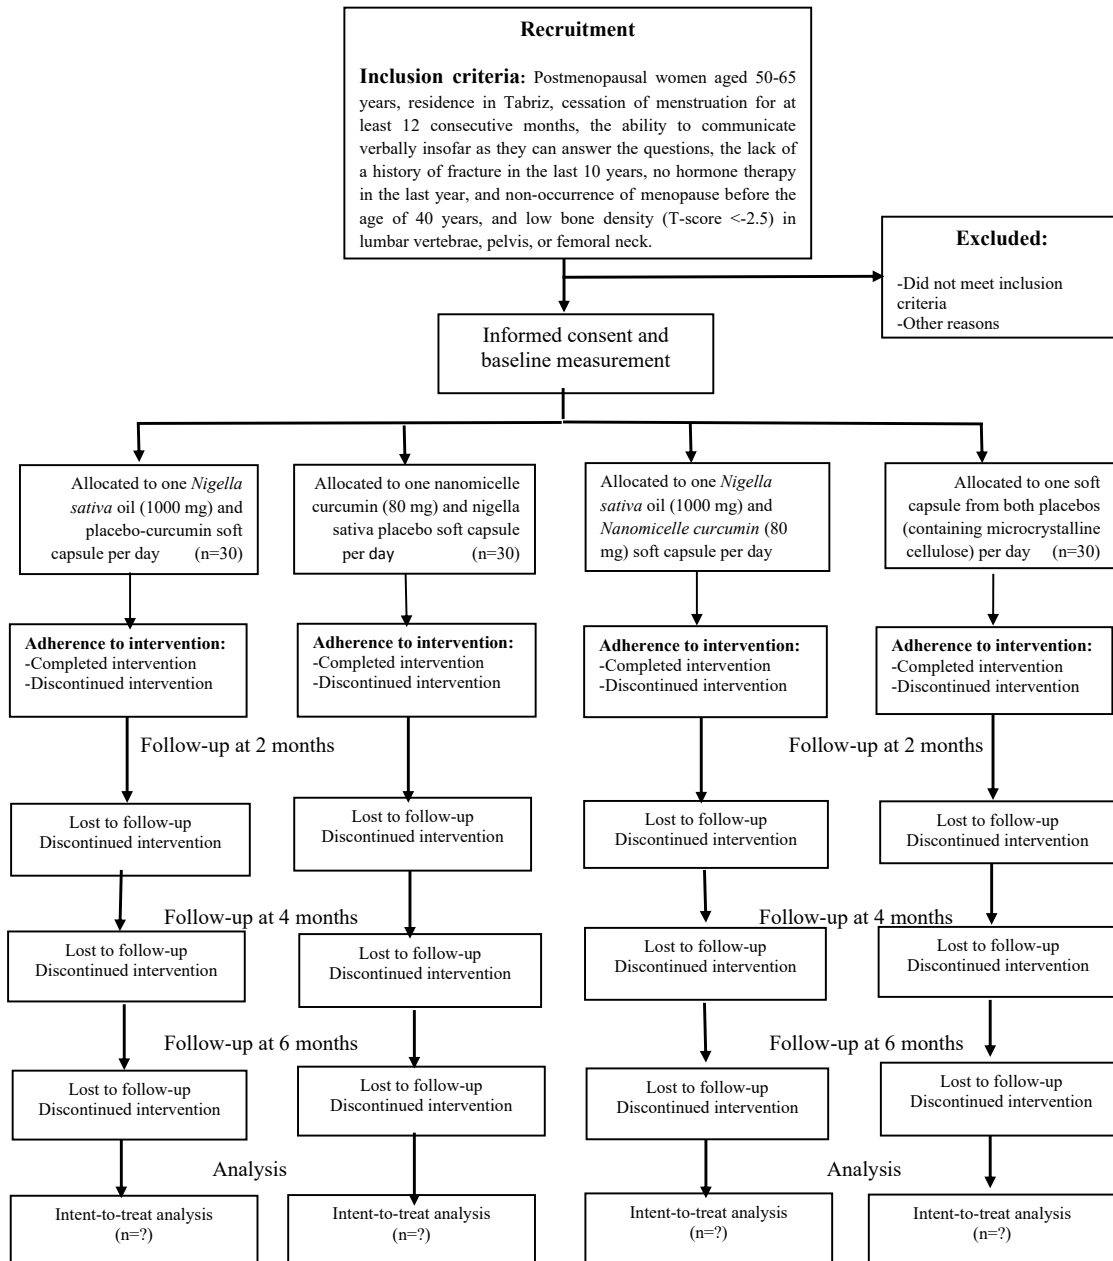 Recruitment
Inclusion criteria: Postmenopausal women aged 50-65
years, residence in Tabriz, cessation of menstruation for at
least 12 consecutive months, the ability to communicate
verbally insofar as they can answer the questions, the lack of
a history of fracture in the last 10 years, no hormone therapy
in the last year, and non-occurrence of menopause before the
age of 40 years, and low bone density (T-score <-2.5) in
lumbar vertebrae, pelvis, or femoral neck.
Excluded:
-Did not meet inclusion
criteria
-Other reasons
Informed consent and
baseline measurement
Allocated to one Nigella
sativa oil (1000 mg) and
placebo-curcumin soft
capsule per day (n=30)
Allocated to one nanomicelle
curcumin (80 mg) and nigella
sativa placebo soft capsule
per day (n=30)
Allocated to one Nigella
sativa oil (1000 mg) and
Nanomicelle curcumin (80
mg) soft capsule per day
Allocated to one soft
capsule from both placebos
(containing microcrystalline
cellulose) per day (n=30)
Adherence to intervention:
-Completed intervention
-Discontinued intervention
Adherence to intervention:
-Completed intervention
-Discontinued intervention
Adherence to intervention:
-Completed intervention
-Discontinued intervention
Adherence to intervention:
-Completed intervention
-Discontinued intervention
Follow-up at 2 months
Follow-up at 2 months
Lost to follow-up
Discontinued intervention
Lost to follow-up
Discontinued intervention
Lost to follow-up
Discontinued intervention
Lost to follow-up
Discontinued intervention
Follow-up at 4 months
Follow-up at 4 months
Lost to follow-up
Discontinued intervention
Lost to follow-up
Discontinued intervention
Lost to follow-up
Discontinued intervention
Lost to follow-up
Discontinued intervention
Follow-up at 6 months
Follow-up at 6 months
Lost to follow-up
Discontinued intervention
Lost to follow-up
Discontinued intervention
Lost to follow-up
Discontinued intervention
Lost to follow-up
Discontinued intervention
Analysis
Analysis
Intent-to-treat analysis
(n=?)
Intent-to-treat analysis
(n=?)
Intent-to-treat analysis
(n=?)
Intent-to-treat analysis
(n=?)